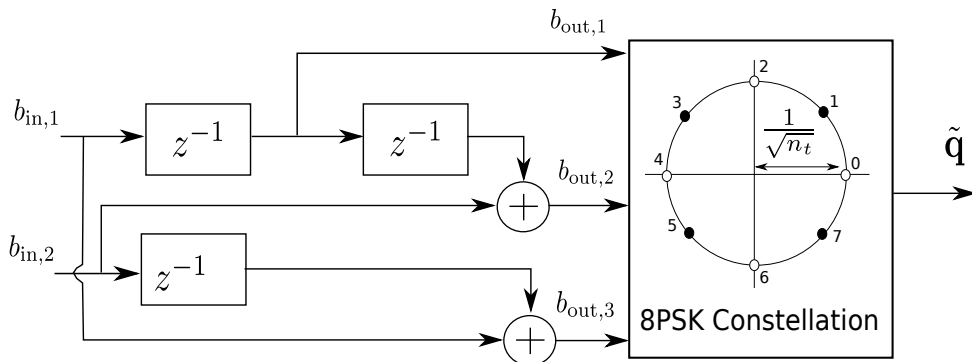 b_out,1
b_in,1
z^−1
z^−1
b_out,2
b_in,2
z^−1
b_out,3
+
+
2
3
1
1/√n_t
4
0
5
7
6
8PSK Constellation
q̃